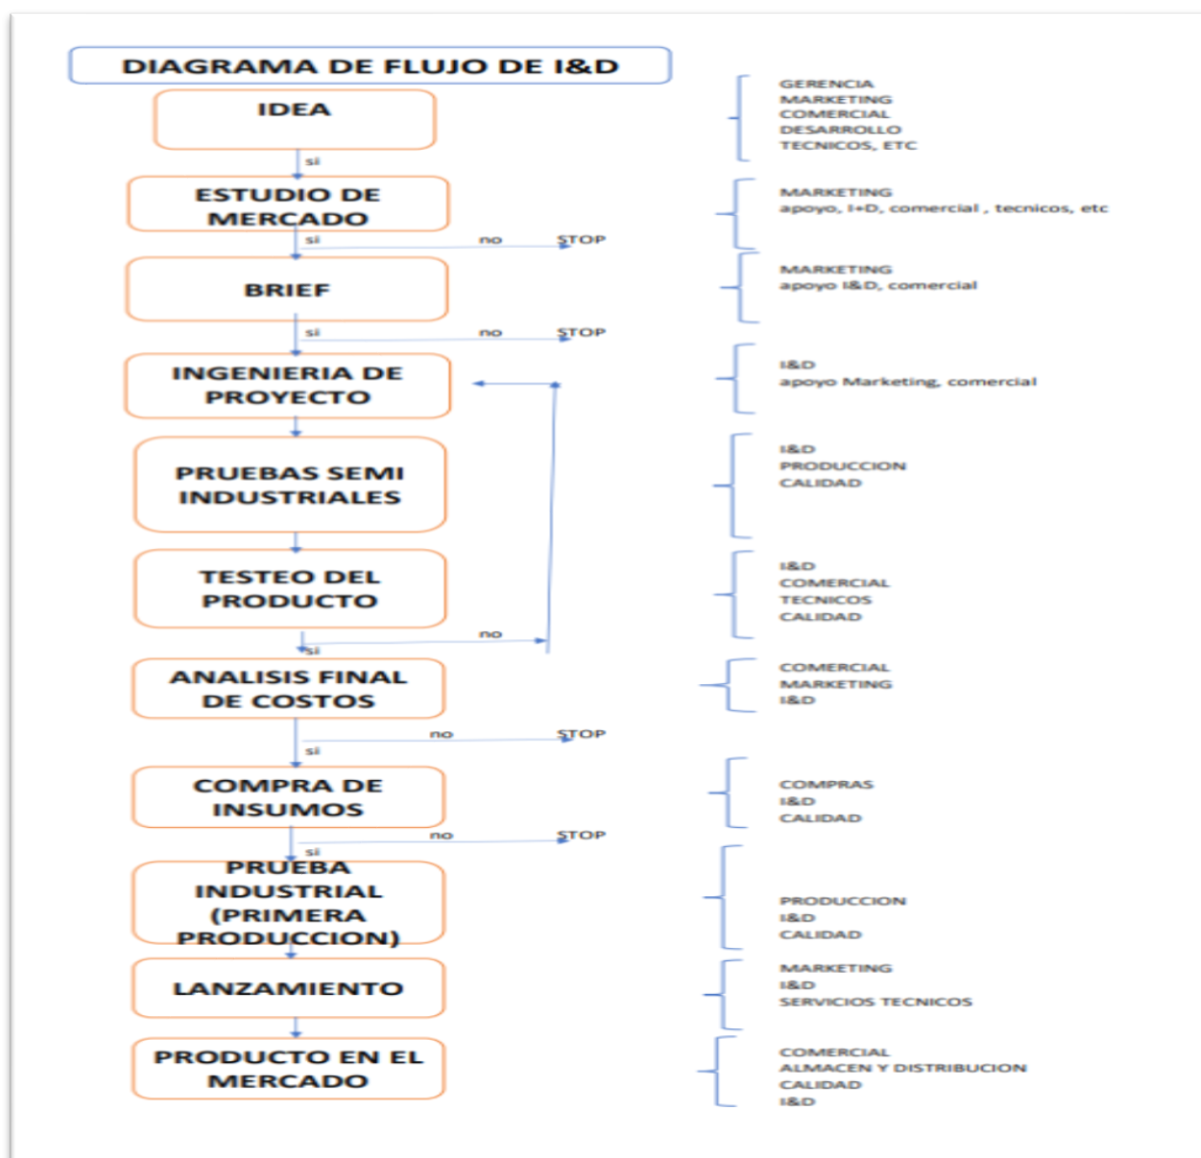 DIAGRAMA DE FLUJO DE I&D
IDEA
GERENCIA
MARKETING
COMERCIAL
DESARROLLO
TECNICOS, ETC
si
ESTUDIO DE
MERCADO
MARKETING
apoyo, I+D, comercial , tecnicos, etc
si
no
STOP
BRIEF
MARKETING
apoyo I&D, comercial
si
no
STOP
INGENIERIA DE
PROYECTO
I&D
apoyo Marketing, comercial
PRUEBAS SEMI
INDUSTRIALES
I&D
PRODUCCION
CALIDAD
TESTEO DEL
PRODUCTO
I&D
COMERCIAL
TECNICOS
CALIDAD
no
si
ANALISIS FINAL
DE COSTOS
COMERCIAL
MARKETING
I&D
no
STOP
si
COMPRA DE
INSUMOS
COMPRAS
I&D
CALIDAD
no
STOP
si
PRUEBA
INDUSTRIAL
(PRIMERA
PRODUCCION)
PRODUCCION
I&D
CALIDAD
LANZAMIENTO
MARKETING
I&D
SERVICIOS TECNICOS
PRODUCTO EN EL
MERCADO
COMERCIAL
ALMACEN Y DISTRIBUCION
CALIDAD
I&D